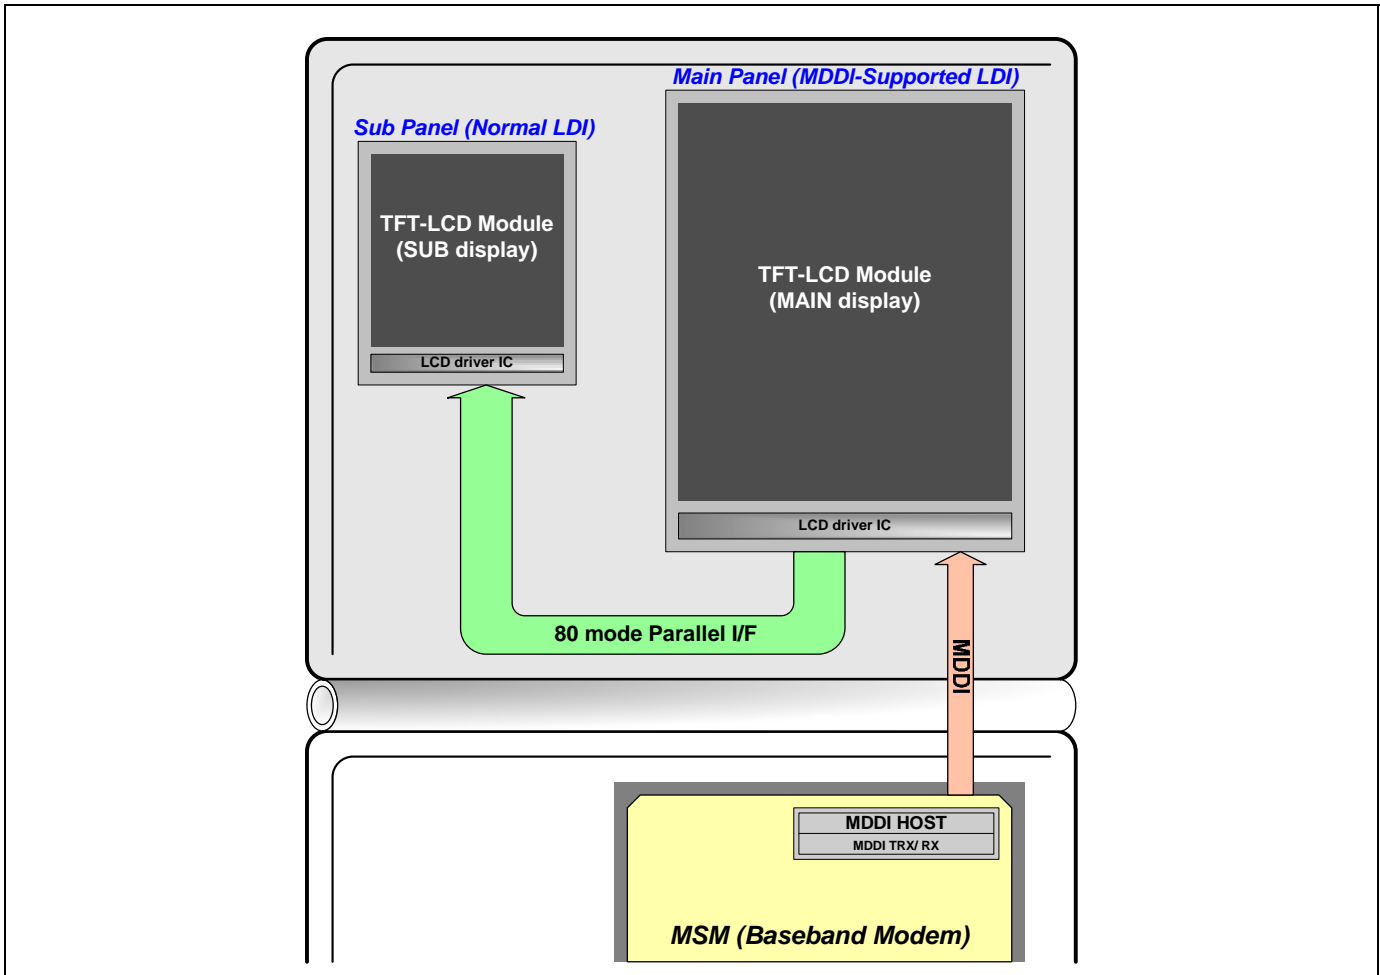 Main Panel (MDDI-Supported LDI)
Sub Panel (Normal LDI)
TFT-LCD Module
(SUB display)
LCD driver IC
TFT-LCD Module
(MAIN display)
LCD driver IC
80 mode Parallel I/F
MDDI
MDDI HOST
MDDI TRX/ RX
MSM (Baseband Modem)